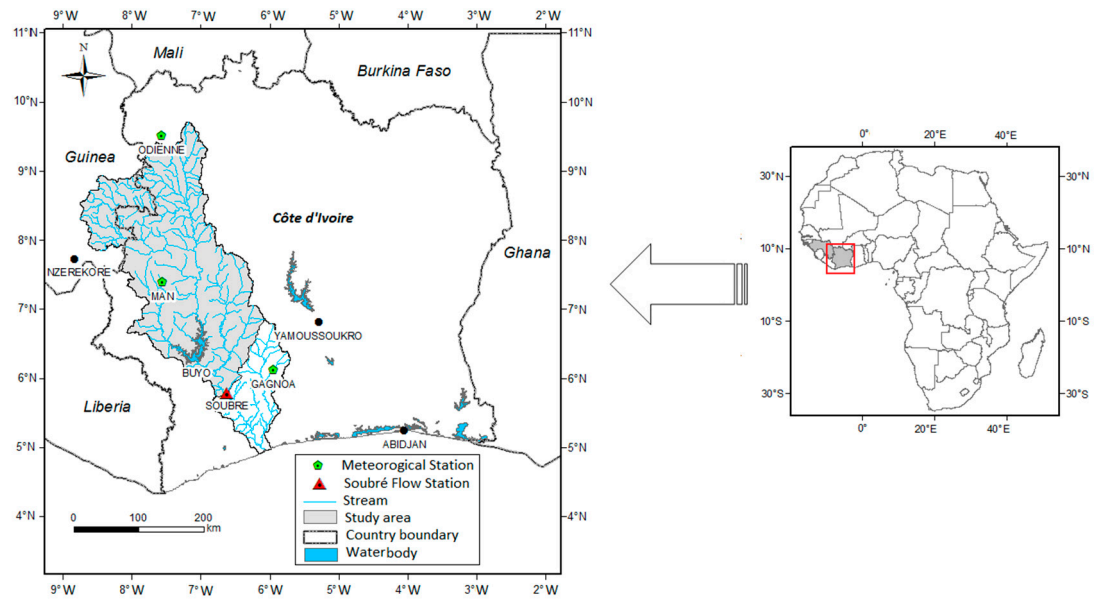 9°W 8°W 7°W 6°W 5°W 4°W 3°W 2°W
11°N
11°N
N
Mali
Burkina Faso
10°N
10°N
ODIENNE
Guinea
9°N
9°N
Côte d'Ivoire
8°N
8°N
Ghana
NZEREKORE
MAN
7°N
7°N
YAMOUSSOUKRO
BUYO
6°N
6°N
GAGNOA
Liberia
SOUBRE
5°N
5°N
ABIDJAN
Meteorogical Station
Soubré Flow Station
Stream
Study area
Country boundary
Waterbody
4°N
4°N
0 100 200
km
9°W 8°W 7°W 6°W 5°W 4°W 3°W 2°W
0° 20°E 40°E
30°N
30°N
10°N
10°N
10°S
10°S
30°S
30°S
0° 20°E 40°E